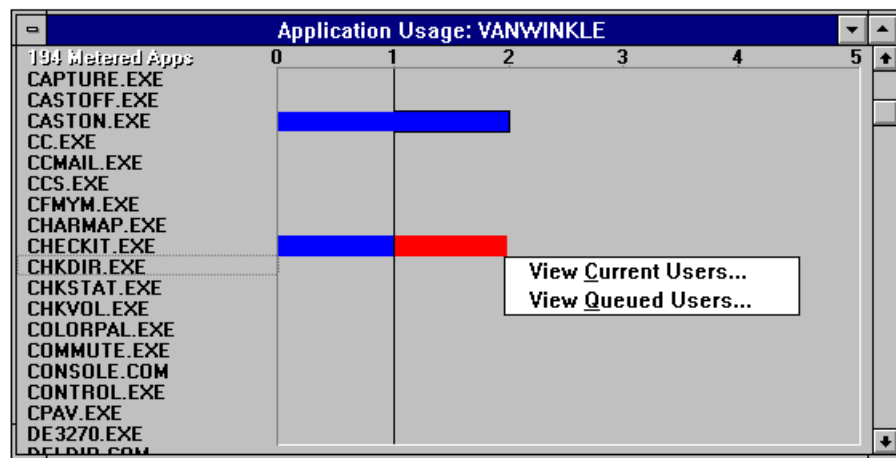 Application Usage: VANWINKLE
194 Metered Apps 0 1 2 3 4 5
CAPTURE.EXE
CASTOFF.EXE
CASTON.EXE
CC.EXE
CCMAIL.EXE
CCS.EXE
CFMYM.EXE
CHARMAP.EXE
CHECKIT.EXE
CHKDIR.EXE
View Current Users...
CHKSTAT.EXE
View Queued Users...
CHKVOL.EXE
COLORPAL.EXE
COMMUTE.EXE
CONSOLE.COM
CONTROL.EXE
CPAV.EXE
DE3270.EXE
DELDIR.COM